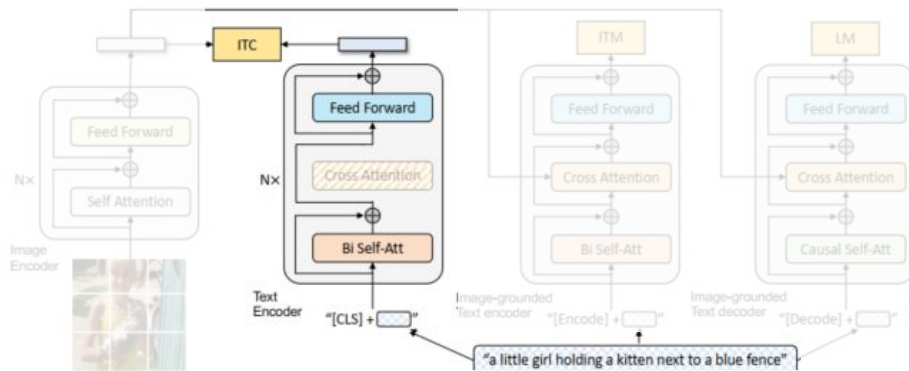 ITC
ITM
LM
Feed Forward
Feed Forward
Feed Forward
Feed Forward
N×
Self Attention
N×
Cross Attention
Cross Attention
Cross Attention
Image
Encoder
Bi Self-Att
Bi Self-Att
Causal Self-Att
Text
Encoder
"[CLS] + "
Image-grounded
Text encoder
"[Encode] + "
Image-grounded
Text decoder
"[Decode] + "
"a little girl holding a kitten next to a blue fence"